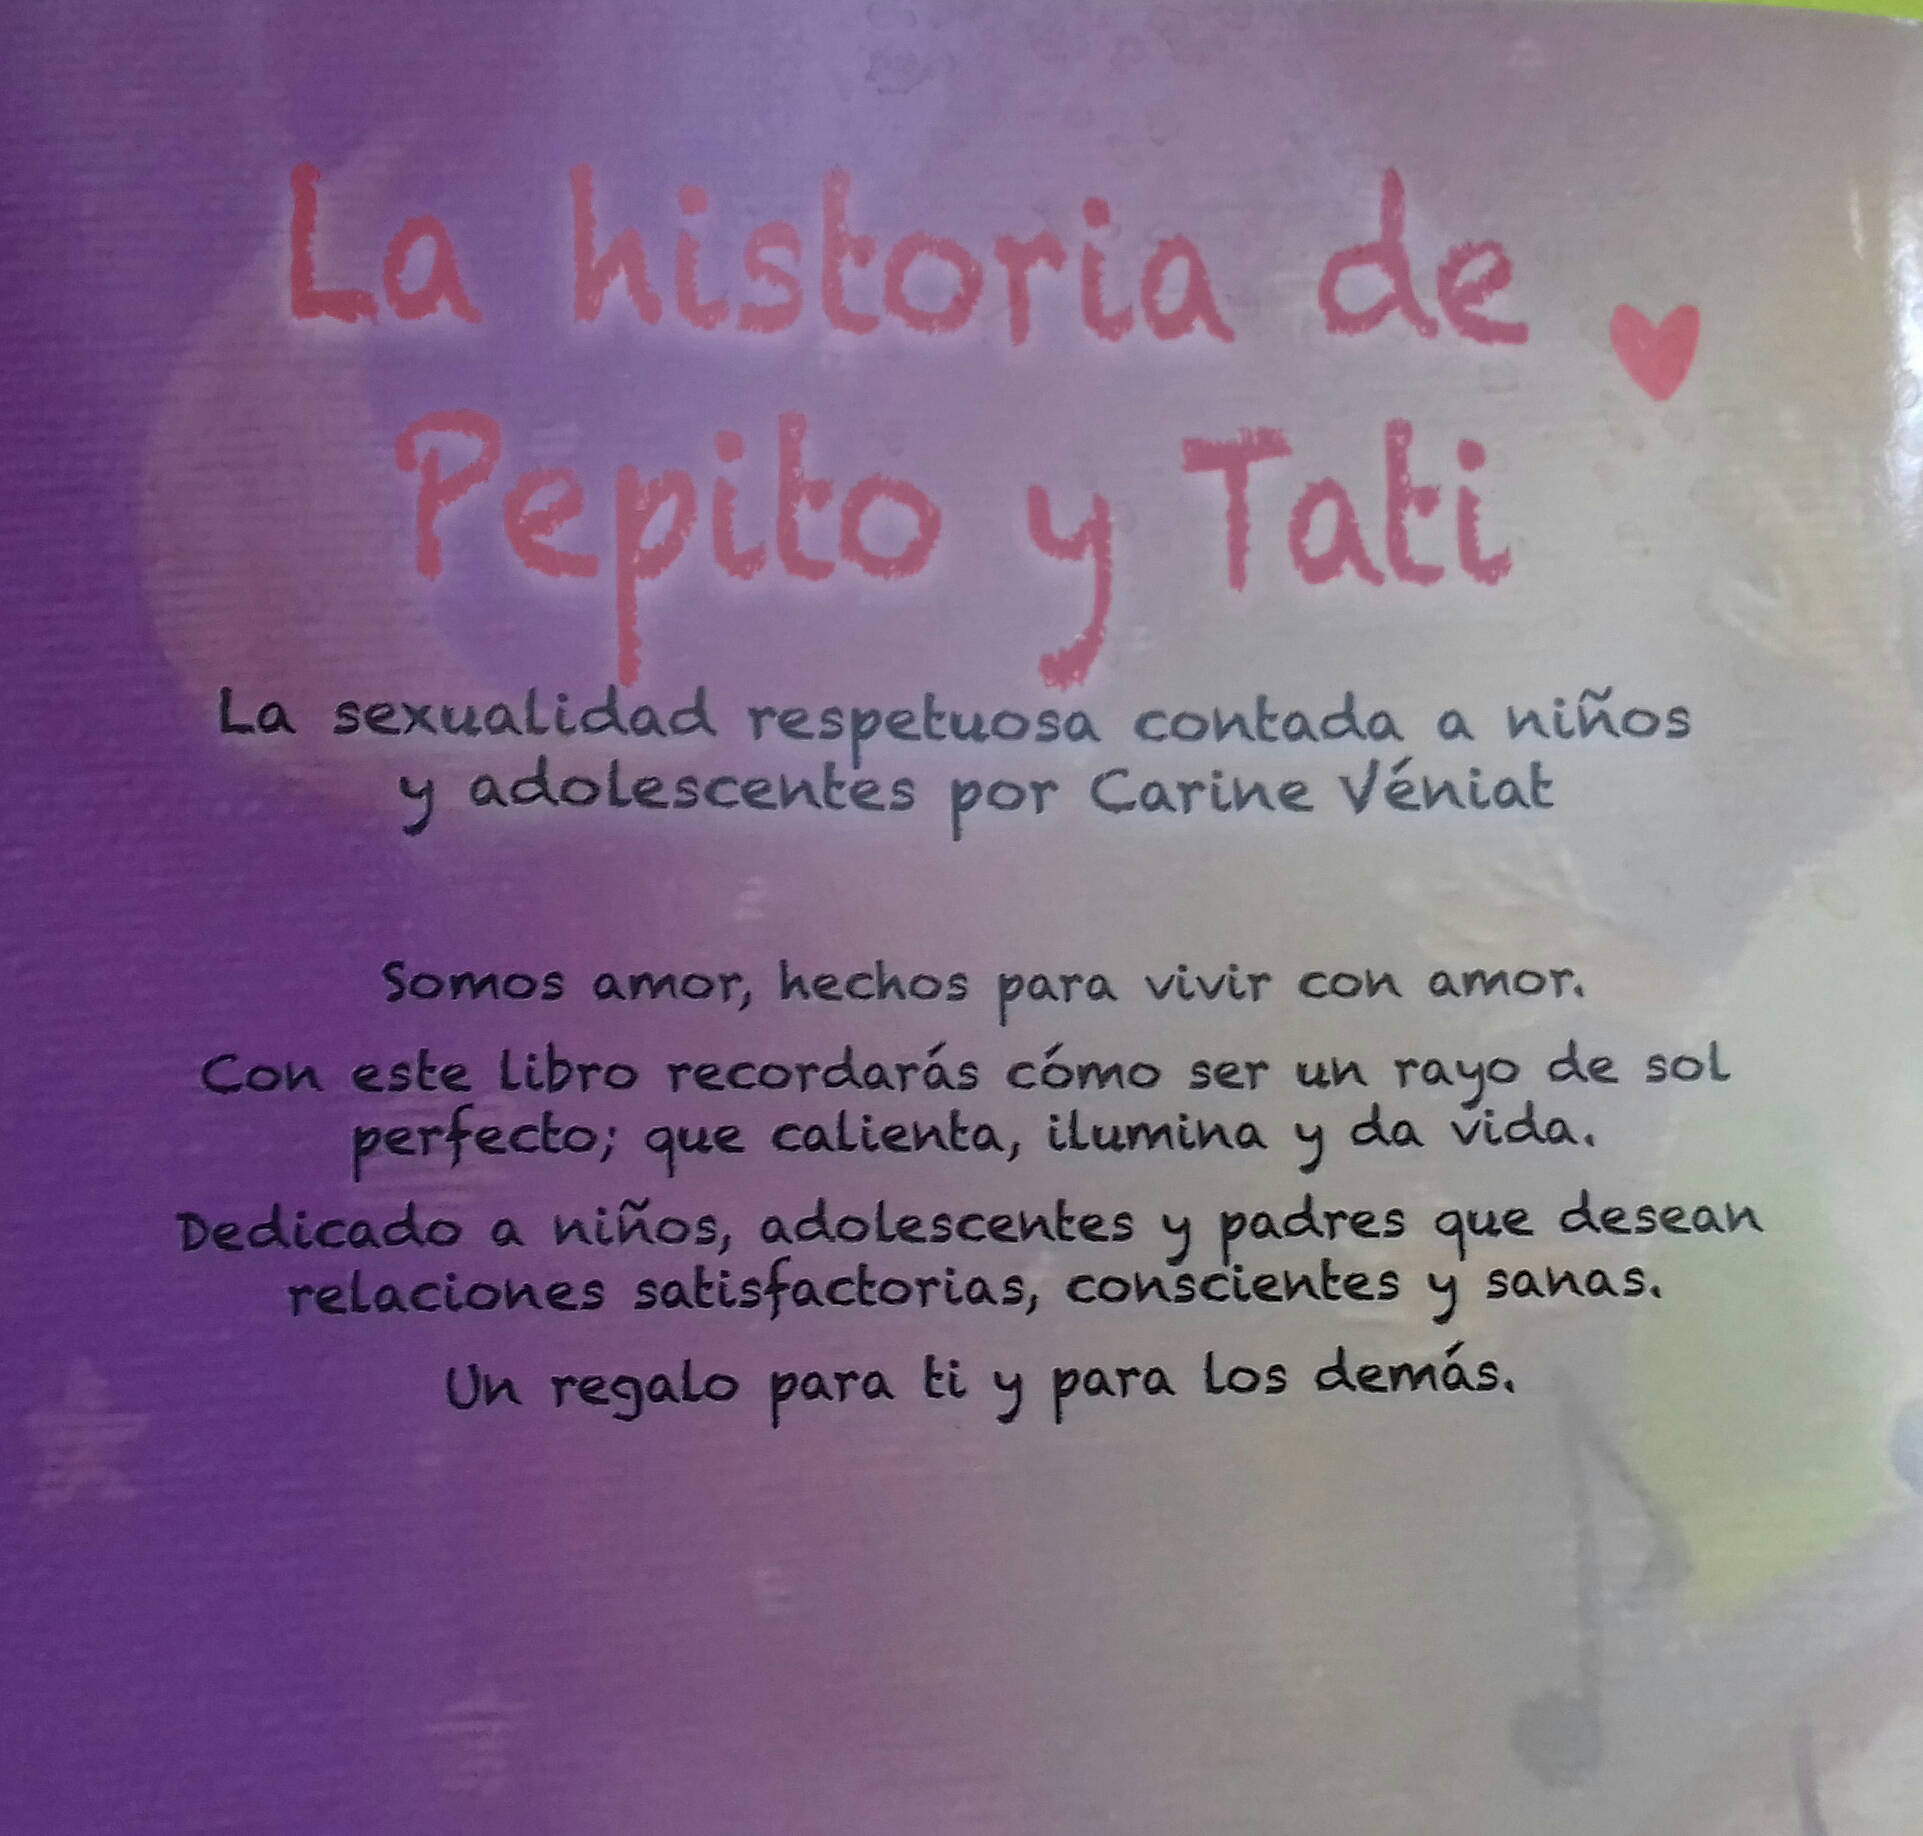 La historia de
Pepito y Tati
La sexualidad respetuosa contada a niños
y adolescentes por Carine Véniat
Somos amor, hechos para vivir con amor.
Con este libro recordarás cómo ser un rayo de sol
perfecto; que calienta, ilumina y da vida.
Dedicado a niños, adolescentes y padres que desean
relaciones satisfactorias, conscientes y sanas.
Un regalo para ti y para los demás.